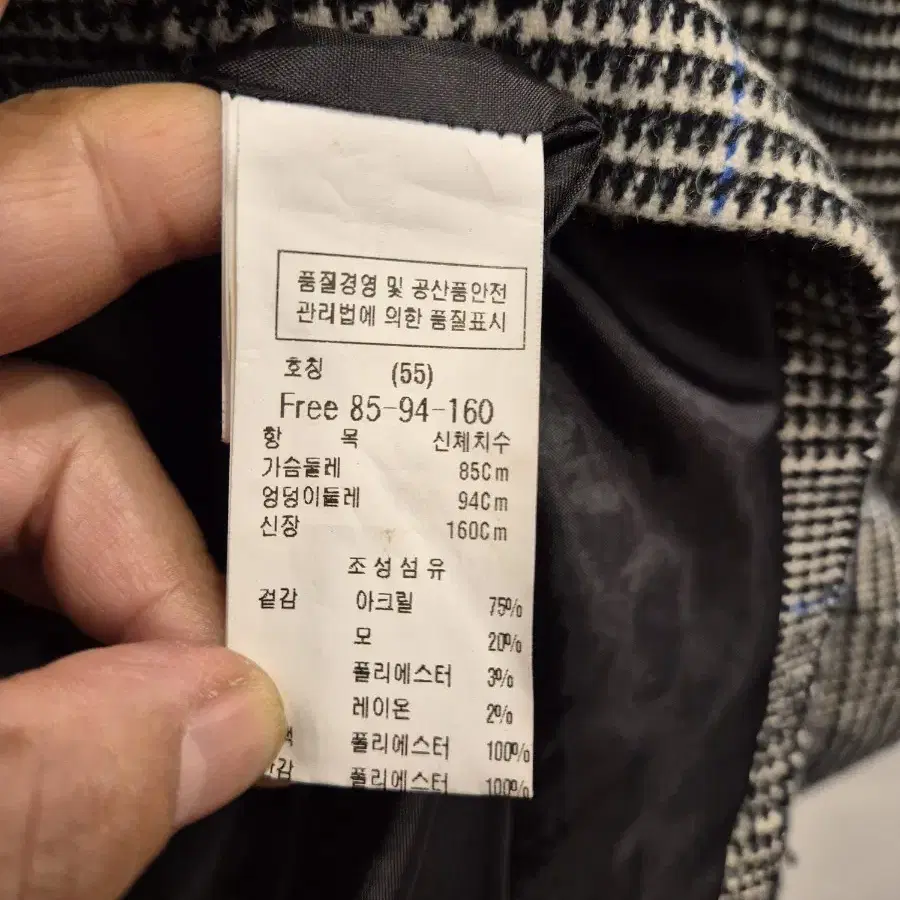 품질경영 및 공산품안전
관리법에 의한 품질표시
호칭 (55)
Free 85-94-160
항 목 신체치수
가슴둘레 85Cm
엉덩이둘레 94Cm
신장 160Cm
조성섬유
겉감 아크릴 75%
모 20%
폴리에스터 3%
레이온 2%
폴리에스터 100%
폴리에스터 100%